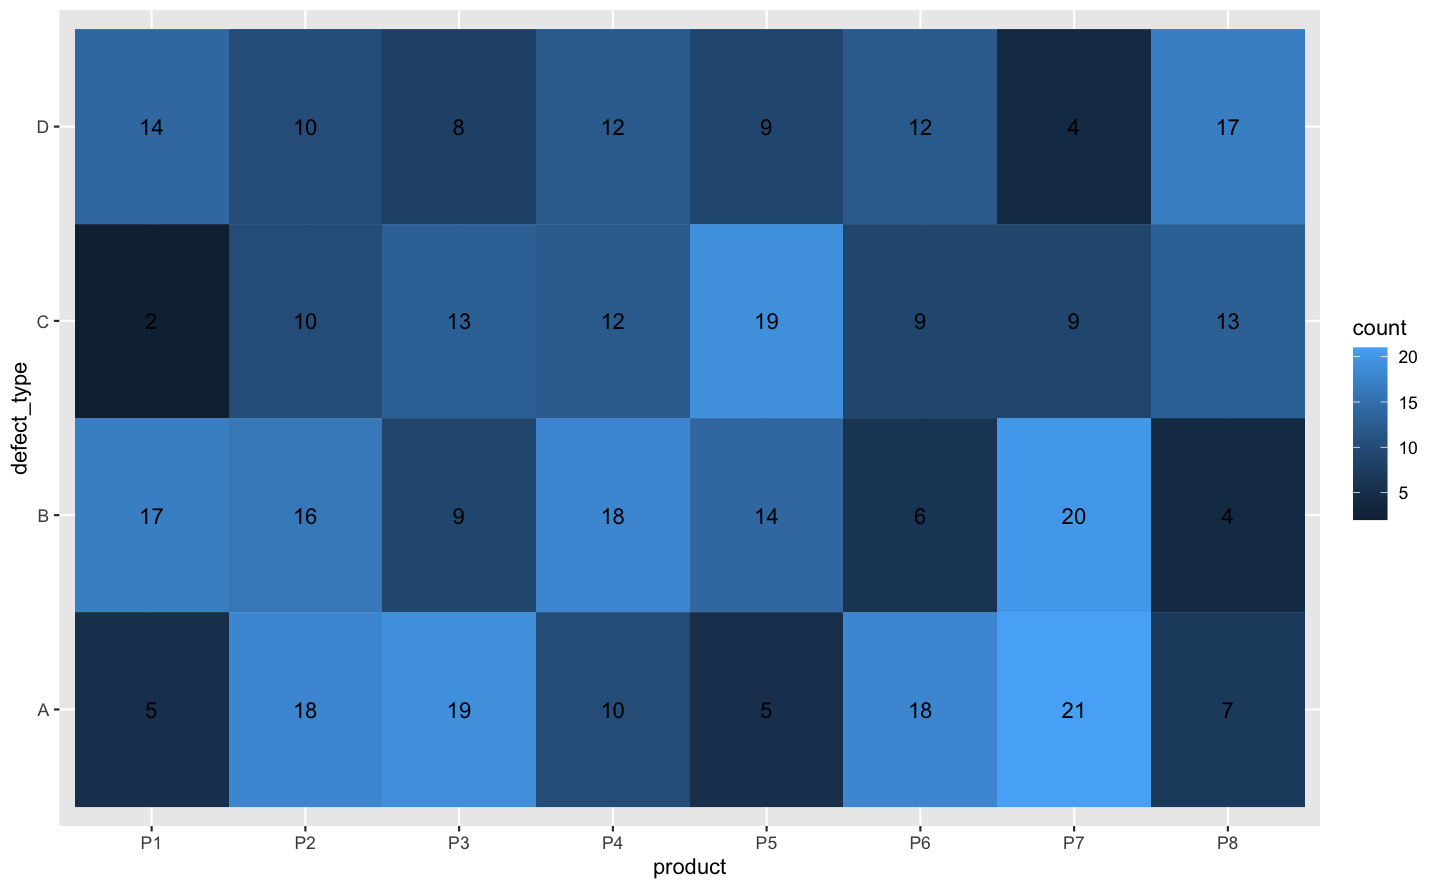 D 14 10 8 12 9 12 4 17
C 2 10 13 12 19 9 9 13
B 17 16 9 18 14 6 20 4
A 5 18 19 10 5 18 21 7
P1 P2 P3 P4 P5 P6 P7 P8
product
defect_type
count
20
15
10
5